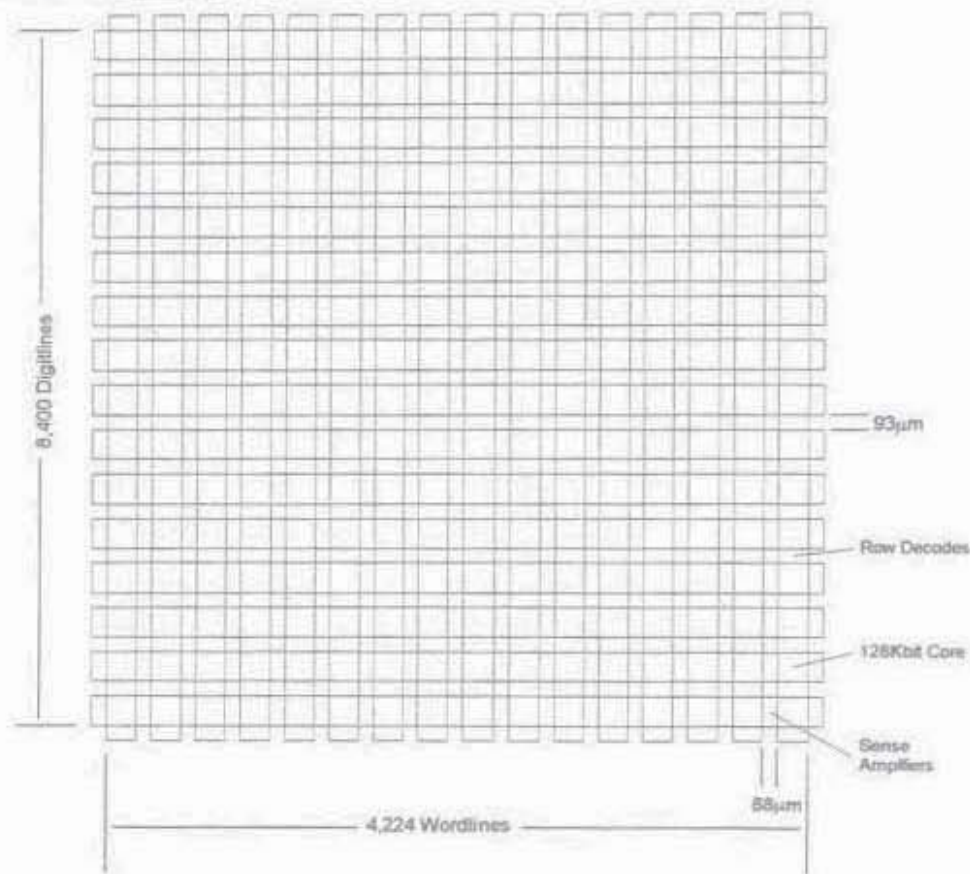 8,400 Digitlines
93μm
Row Decodes
128Kbit Core
Sense
Amplifiers
88μm
4,224 Wordlines